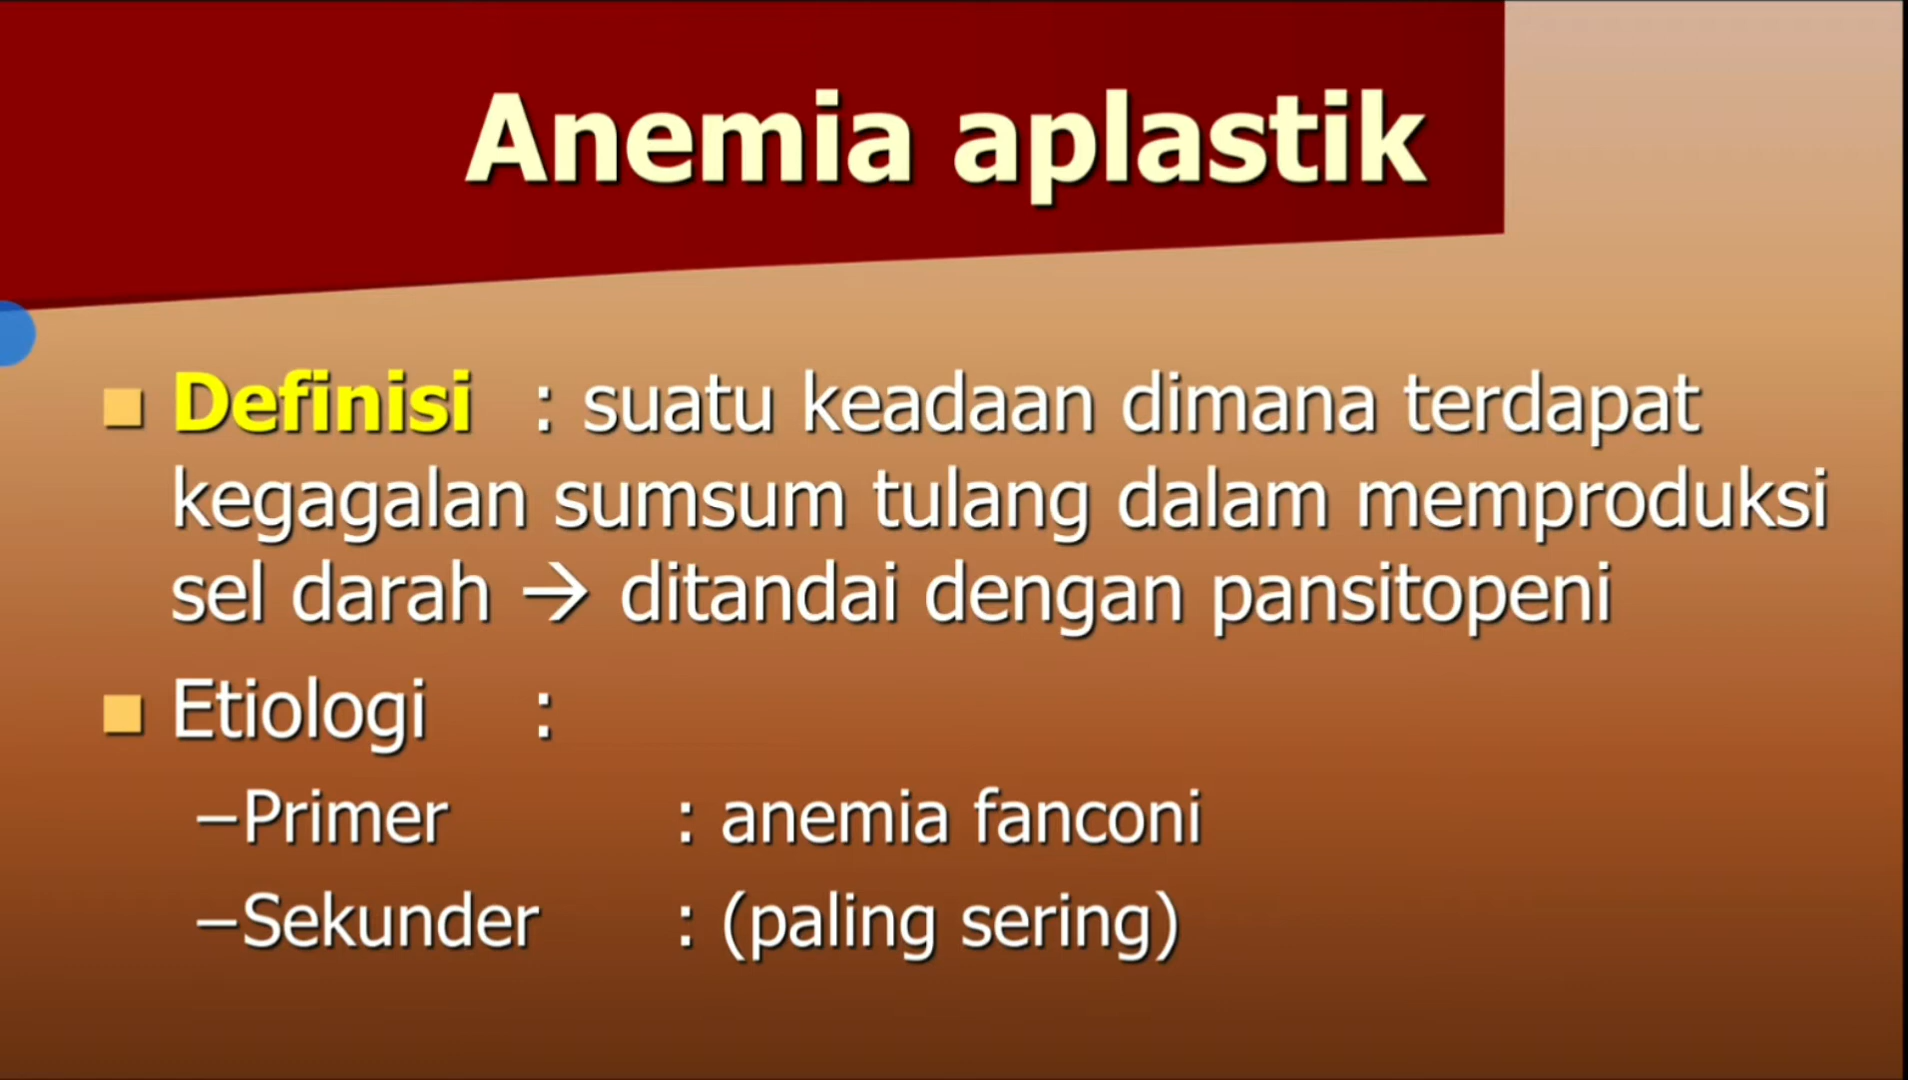 Anemia aplastik
Definisi : suatu keadaan dimana terdapat
kegagalan sumsum tulang dalam memproduksi
sel darah → ditandai dengan pansitopeni
Etiologi :
–Primer : anemia fanconi
–Sekunder : (paling sering)